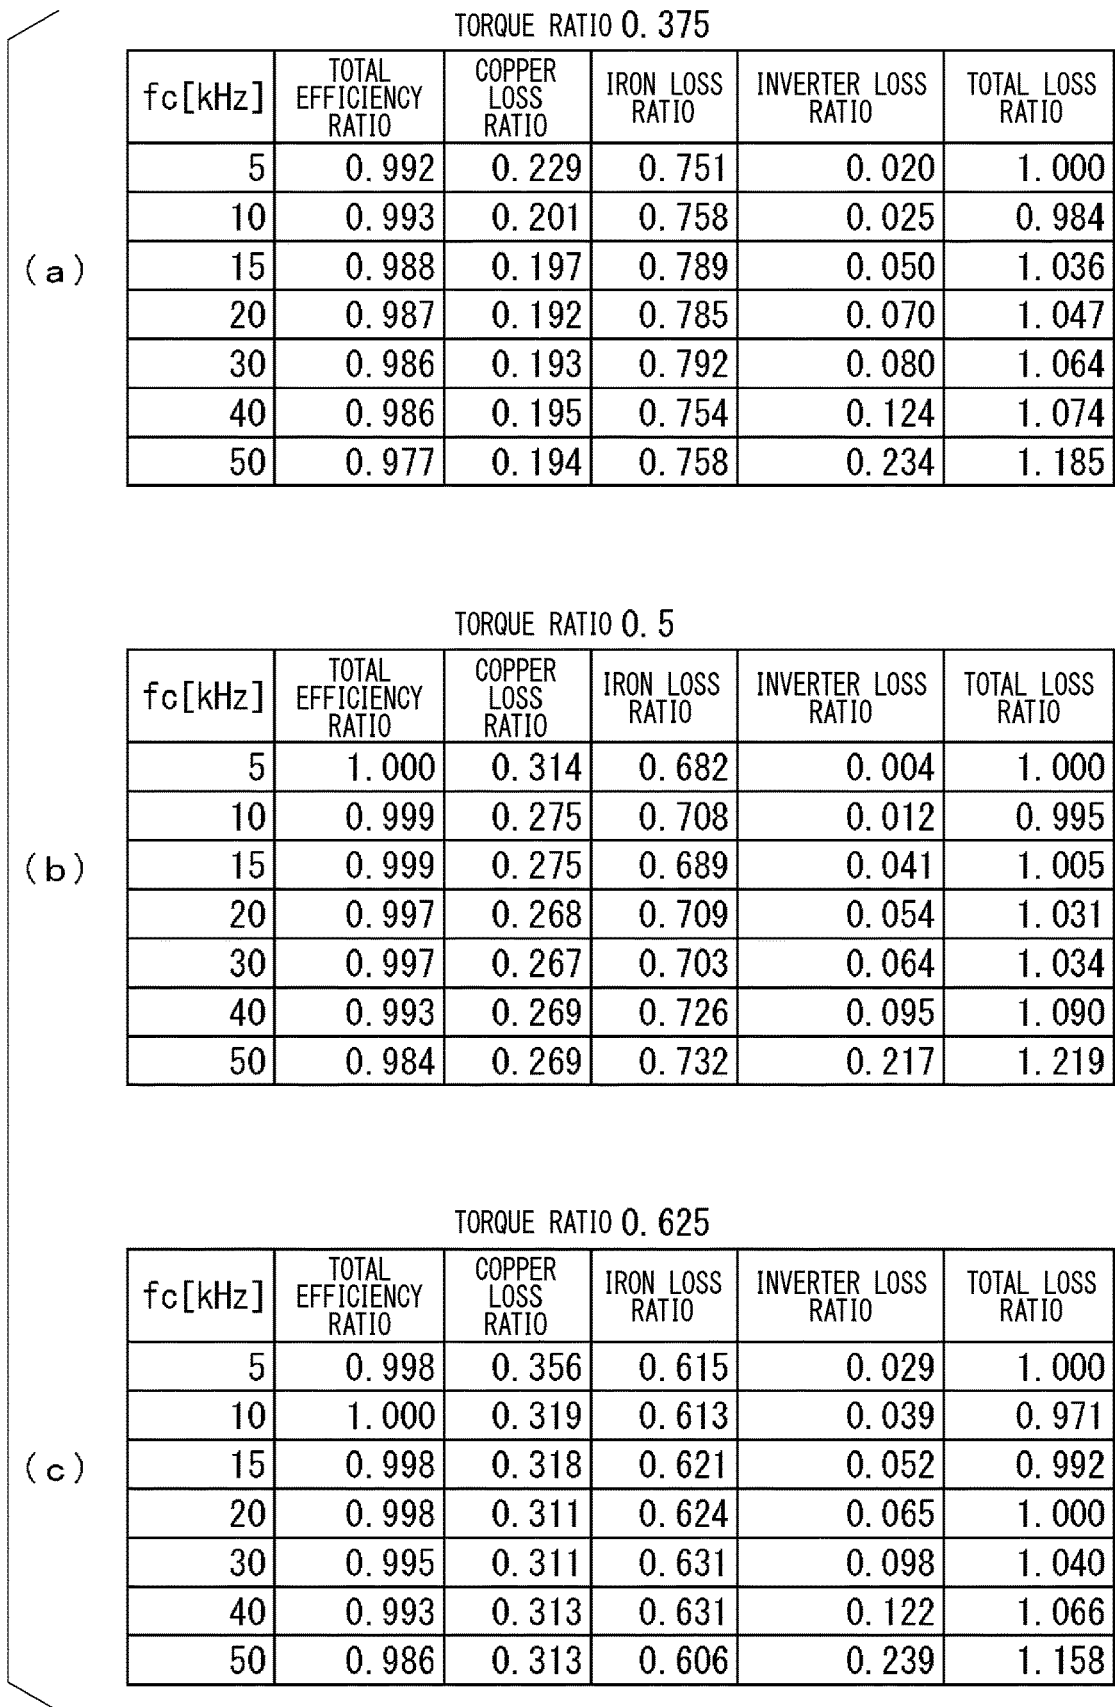 TORQUE RATIO 0.375
fc[kHz] TOTAL EFFICIENCY RATIO COPPER LOSS RATIO IRON LOSS RATIO INVERTER LOSS RATIO TOTAL LOSS RATIO
5 0.992 0.229 0.751 0.020 1.000
10 0.993 0.201 0.758 0.025 0.984
(a) 15 0.988 0.197 0.789 0.050 1.036
20 0.987 0.192 0.785 0.070 1.047
30 0.986 0.193 0.792 0.080 1.064
40 0.986 0.195 0.754 0.124 1.074
50 0.977 0.194 0.758 0.234 1.185
TORQUE RATIO 0.5
fc[kHz] TOTAL EFFICIENCY RATIO COPPER LOSS RATIO IRON LOSS RATIO INVERTER LOSS RATIO TOTAL LOSS RATIO
5 1.000 0.314 0.682 0.004 1.000
10 0.999 0.275 0.708 0.012 0.995
(b) 15 0.999 0.275 0.689 0.041 1.005
20 0.997 0.268 0.709 0.054 1.031
30 0.997 0.267 0.703 0.064 1.034
40 0.993 0.269 0.726 0.095 1.090
50 0.984 0.269 0.732 0.217 1.219
TORQUE RATIO 0.625
fc[kHz] TOTAL EFFICIENCY RATIO COPPER LOSS RATIO IRON LOSS RATIO INVERTER LOSS RATIO TOTAL LOSS RATIO
5 0.998 0.356 0.615 0.029 1.000
10 1.000 0.319 0.613 0.039 0.971
(c) 15 0.998 0.318 0.621 0.052 0.992
20 0.998 0.311 0.624 0.065 1.000
30 0.995 0.311 0.631 0.098 1.040
40 0.993 0.313 0.631 0.122 1.066
50 0.986 0.313 0.606 0.239 1.158